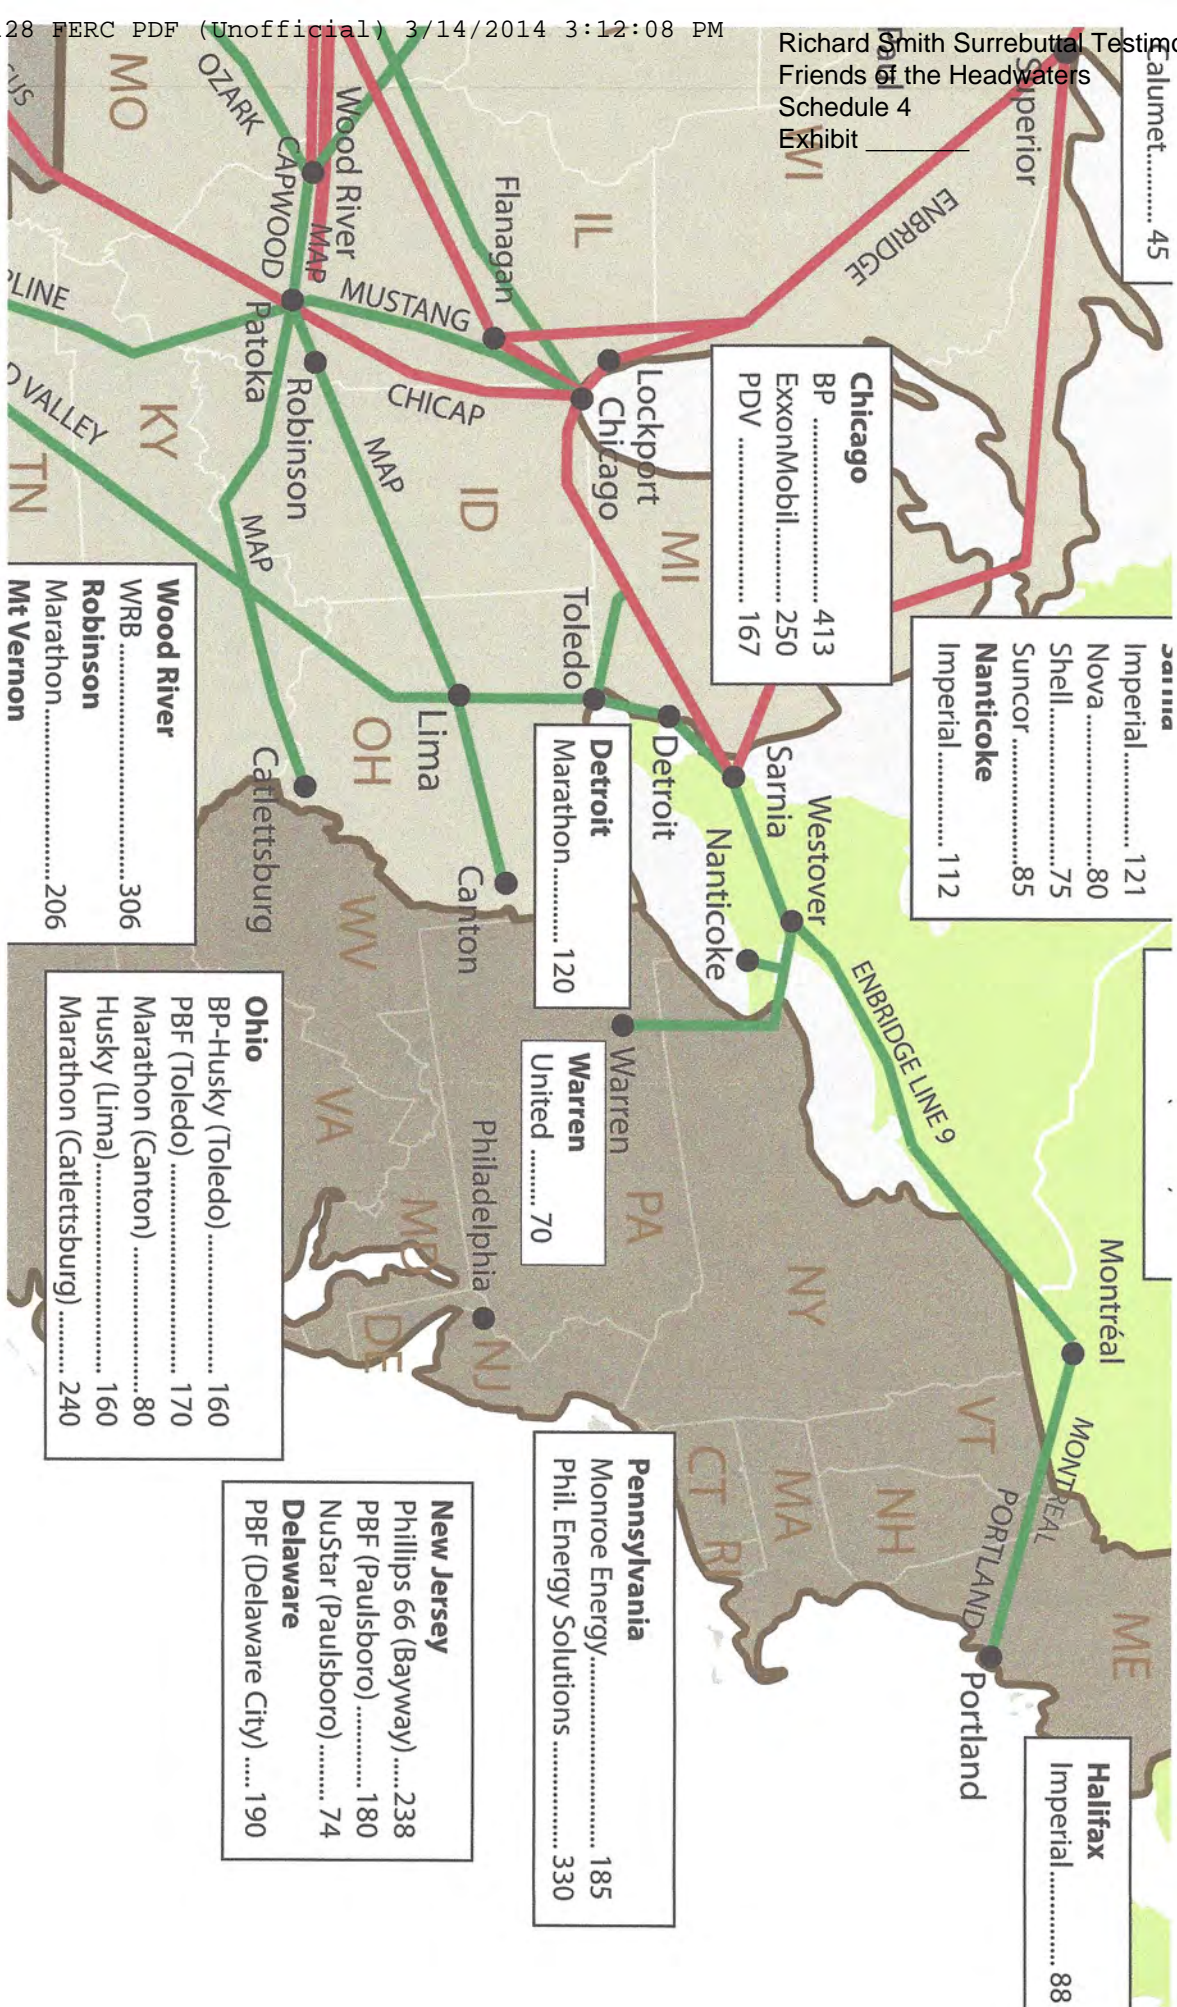 128 FERC PDF (Unofficial) 3/14/2014 3:12:08 PM
Richard Smith Surrebuttal
Friends of the Headwaters
Schedule 4
Exhibit
Calumet............ 45
Superior
Paul
WI
ENBRIDGE
MO
OZARK
Wood River
CAPWOOD
MAP
IL
Flanagan
MUSTANG
Patoka
Robinson
CHICAP
MAP
MAP
KY
TN
ID
Lockport
Chicago
MI
Chicago
BP ...................... 413
ExxonMobil.......... 250
PDV .................... 167
Imperial............. 121
Nova ...................80
Shell....................75
Suncor.................85
Nanticoke
Imperial............. 112
Toledo
Detroit
Sarnia
Westover
Nanticoke
Lima
OH
Canton
Catlettsburg
WV
Detroit
Marathon........... 120
Wood River
WRB ........................306
Robinson
Marathon..................206
Mt Vernon
Warren
Warren
United .......... 70
PA
NY
ENBRIDGE LINE 9
Montréal
MONTREAL
PORTLAND
Portland
ME
VT
NH
MA
CT
RI
NJ
Philadelphia
MD
DE
VA
Ohio
BP-Husky (Toledo)................... 160
PBF (Toledo) ............................ 170
Marathon (Canton) ....................80
Husky (Lima)............................ 160
Marathon (Catlettsburg) .......... 240
Pennsylvania
Monroe Energy......................... 185
Phil. Energy Solutions .............. 330
New Jersey
Phillips 66 (Bayway) .....238
PBF (Paulsboro) ........... 180
NuStar (Paulsboro)......... 74
Delaware
PBF (Delaware City) ..... 190
Halifax
Imperial............... 88